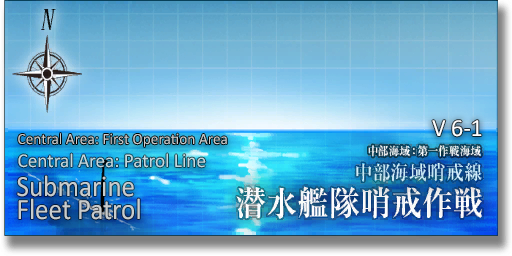 N
Central Area: First Operation Area
Central Area: Patrol Line
Submarine
Fleet Patrol
V 6-1
中部海域:第一作戦海域
中部海域哨戒線
潜水艦隊哨戒作戦